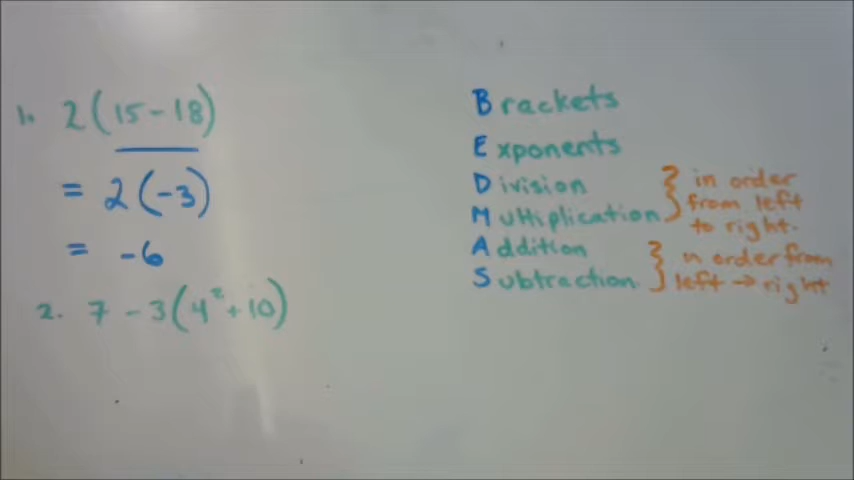 1. 2(15-18)
= 2(-3)
= -6
2. 7 - 3(4²+10)
Brackets
Exponents
Division
Multiplication
Addition
Subtraction
} in order
from left
to right.
} in order from
left → right